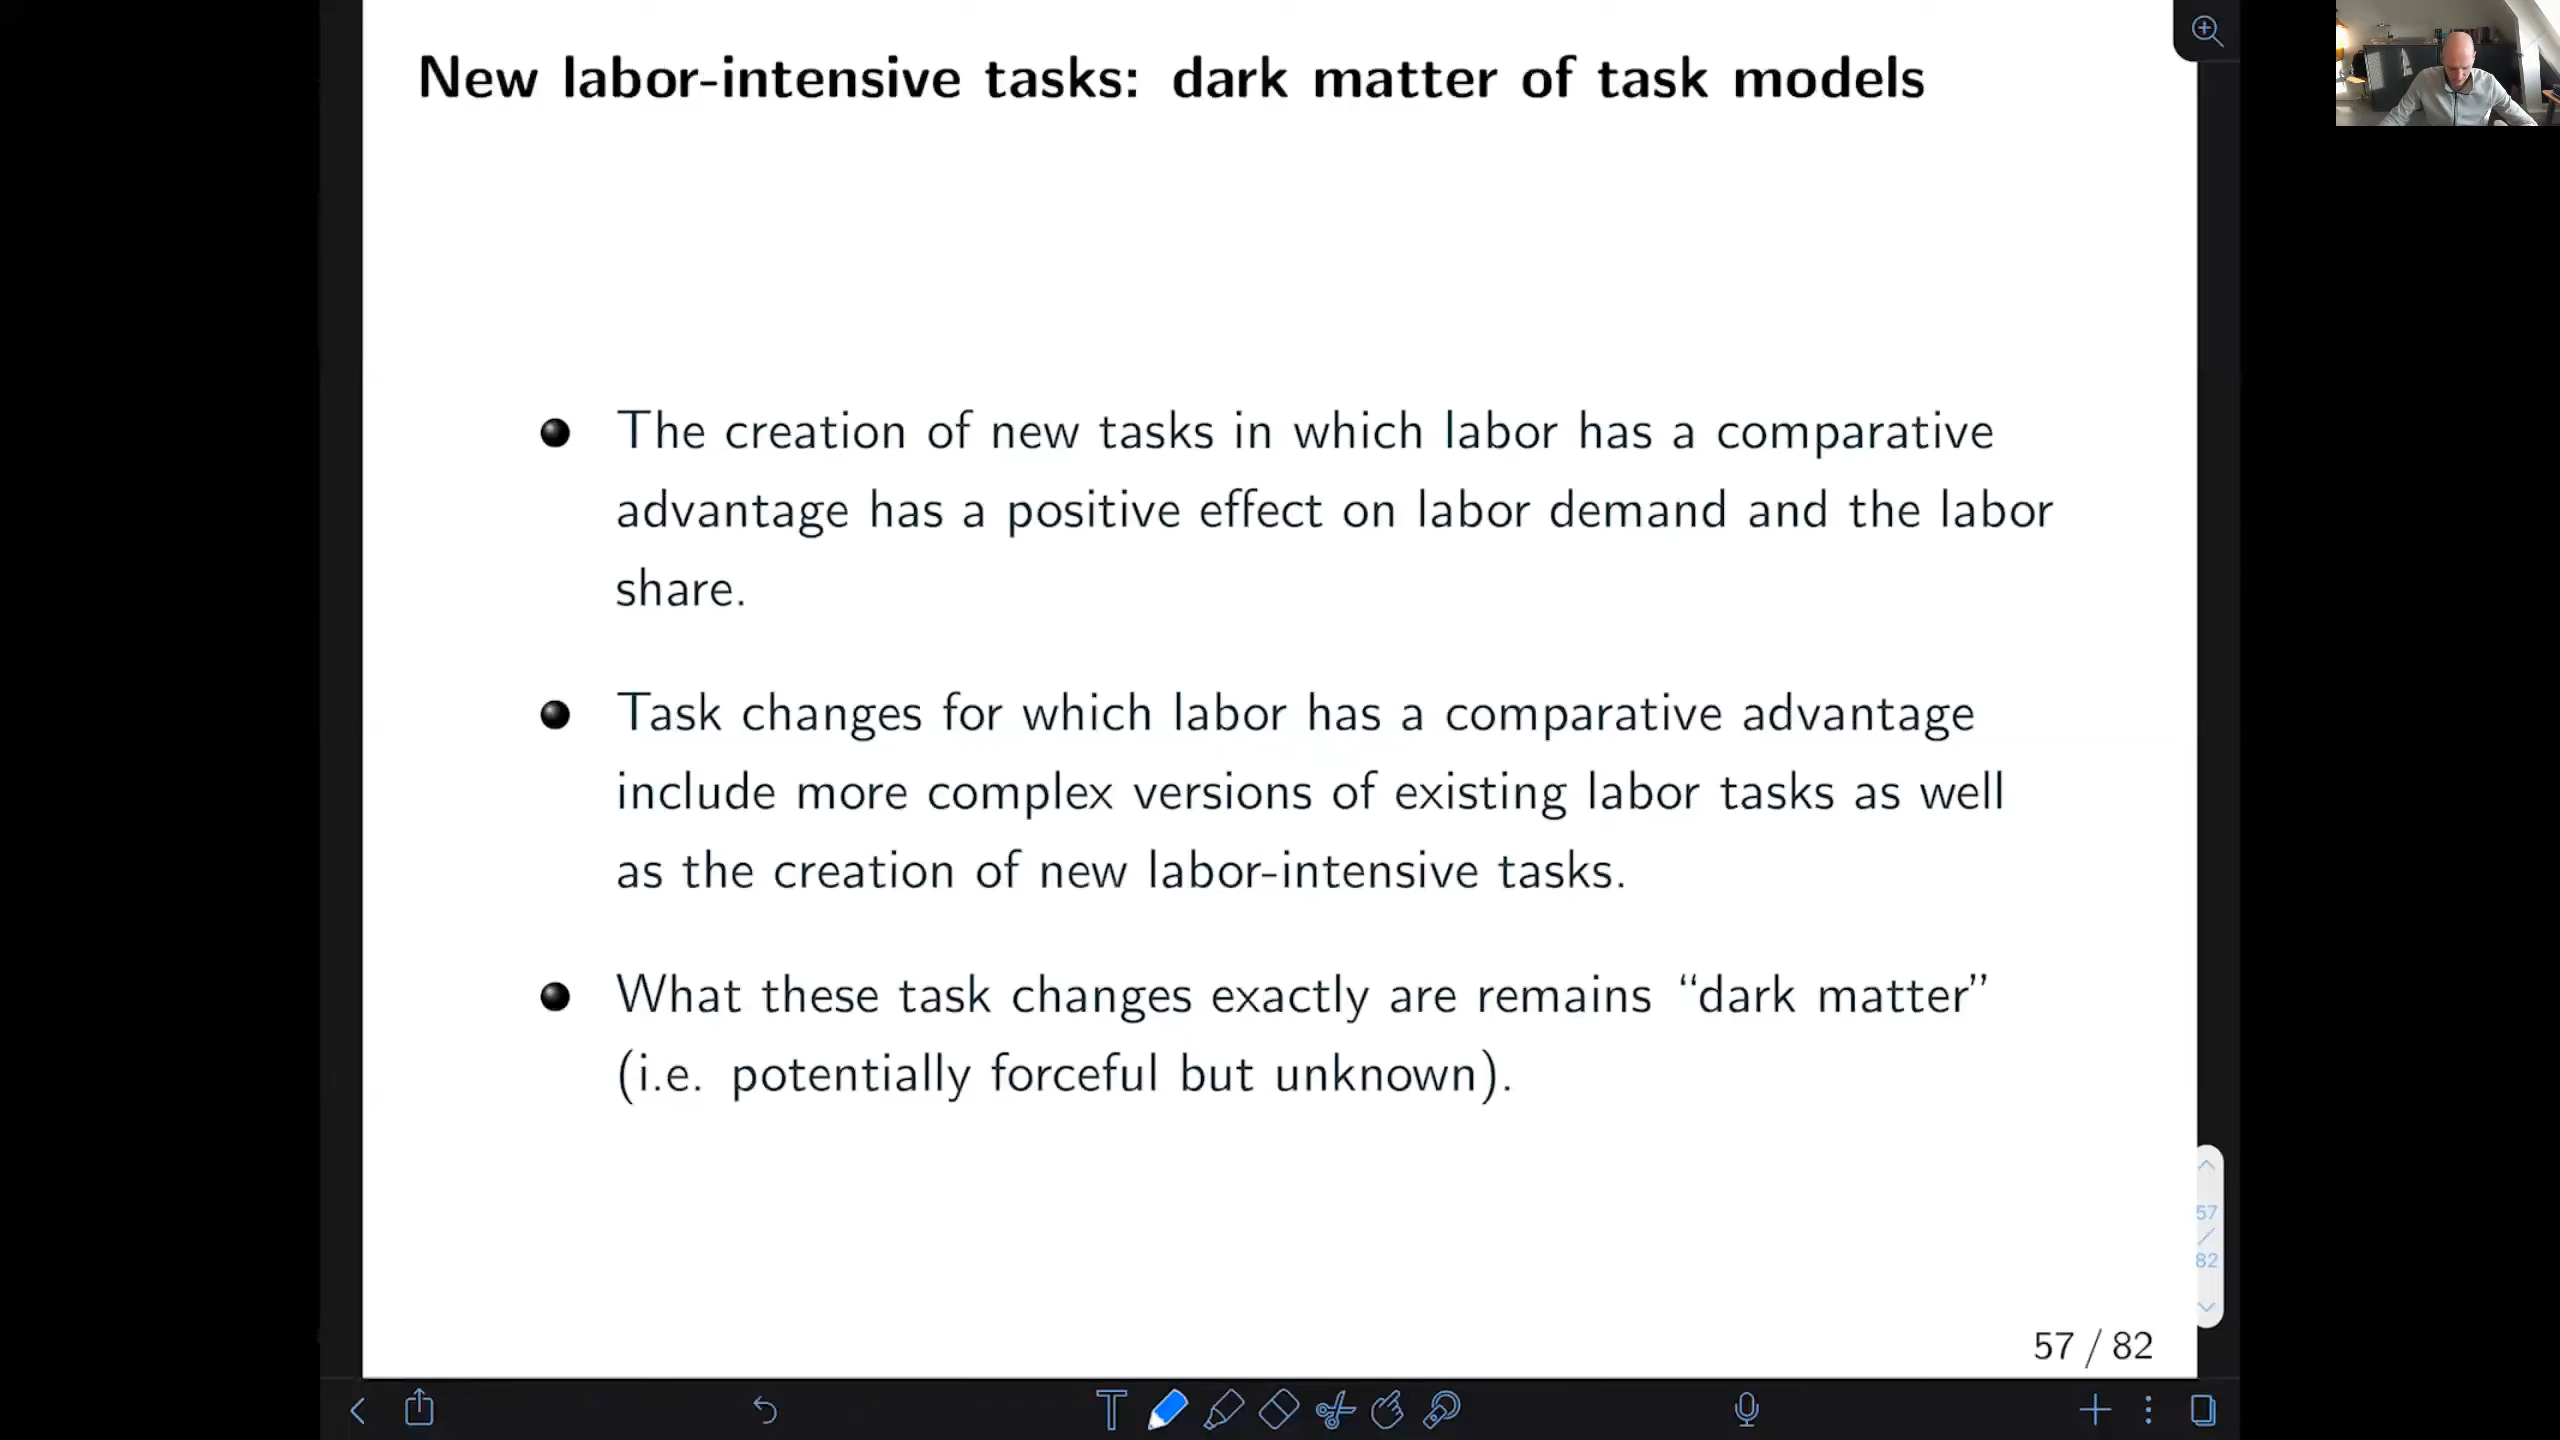 New labor-intensive tasks: dark matter of task models
The creation of new tasks in which labor has a comparative
advantage has a positive effect on labor demand and the labor
share.
Task changes for which labor has a comparative advantage
include more complex versions of existing labor tasks as well
as the creation of new labor-intensive tasks.
What these task changes exactly are remains “dark matter”
(i.e. potentially forceful but unknown).
57
/
82
57 / 82